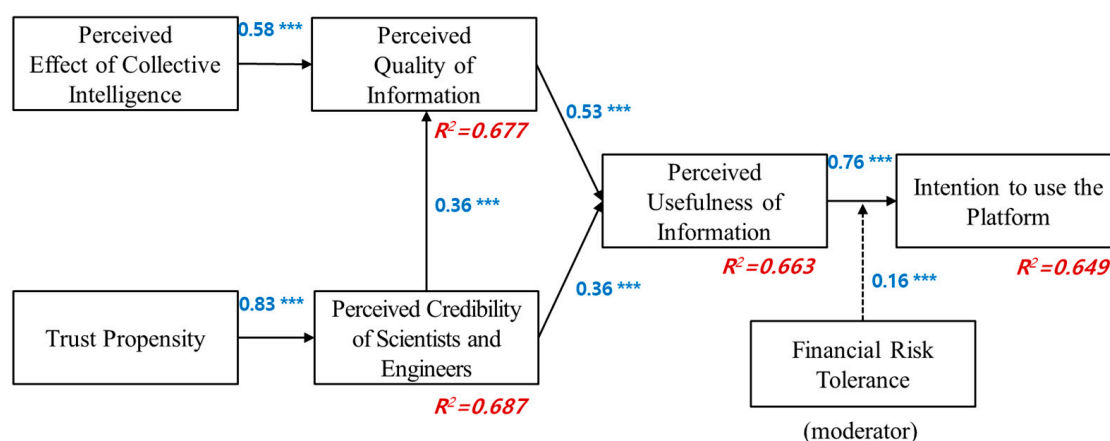 Perceived
Effect of Collective
Intelligence
0.58 ***
Perceived
Quality of
Information
R²=0.677
0.53 ***
0.36 ***
Perceived
Usefulness of
Information
R²=0.663
0.76 ***
Intention to use the
Platform
R²=0.649
Trust Propensity
0.83 ***
Perceived Credibility
of Scientists and
Engineers
R²=0.687
0.36 ***
0.16 ***
Financial Risk
Tolerance
(moderator)